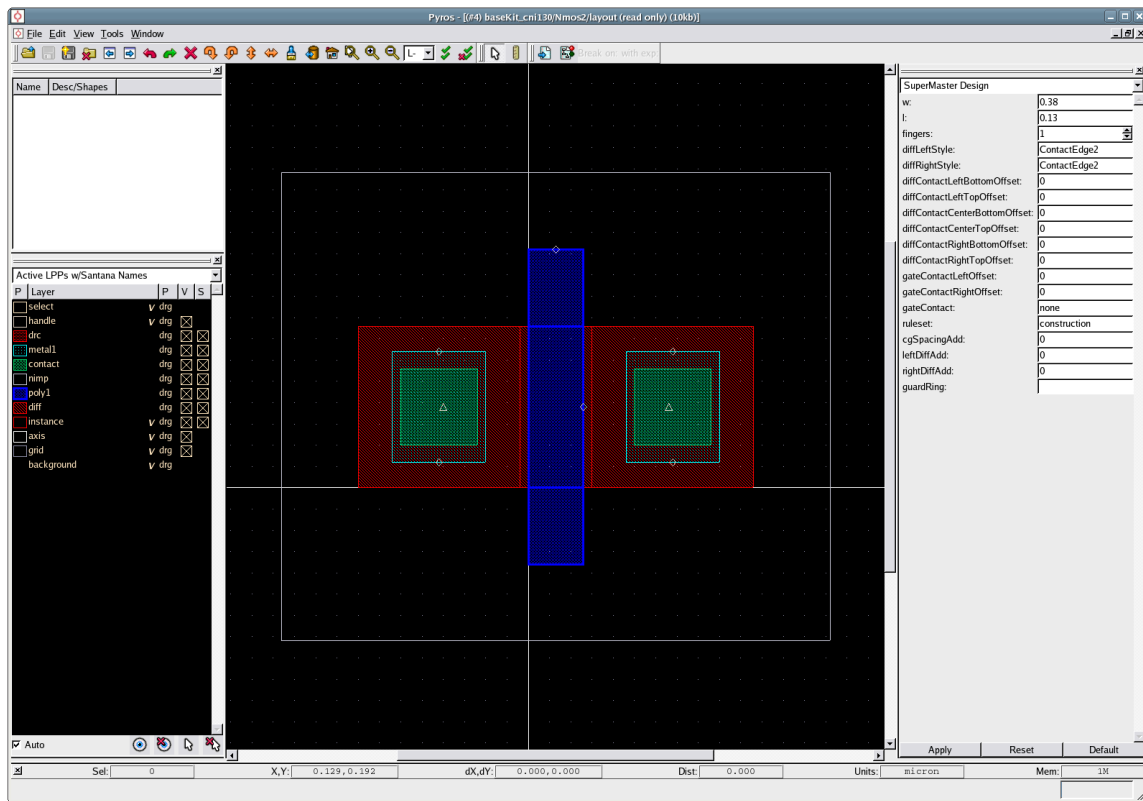 Pyros - [(#4) baseKit_cni130/Nmos2/layout (read only) (10kb)]
File Edit View Tools Window
L- Break on: with exp:
Name Desc/Shapes
Active LPPs w/Santana Names
P Layer P V S
select v drg
handle v drg
drc drg
metal1 drg
contact drg
nimp drg
poly1 drg
diff drg
instance v drg
axis v drg
grid v drg
background v drg
Auto
SuperMaster Design
w: 0.38
l: 0.13
fingers: 1
diffLeftStyle: ContactEdge2
diffRightStyle: ContactEdge2
diffContactLeftBottomOffset: 0
diffContactLeftTopOffset: 0
diffContactCenterBottomOffset: 0
diffContactCenterTopOffset: 0
diffContactRightBottomOffset: 0
diffContactRightTopOffset: 0
gateContactLeftOffset: 0
gateContactRightOffset: 0
gateContact: none
ruleset: construction
cgSpacingAdd: 0
leftDiffAdd: 0
rightDiffAdd: 0
guardRing:
Apply Reset Default
Sel: 0 X,Y: 0.129,0.192 dX,dY: 0.000,0.000 Dist: 0.000 Units: micron Mem: 1M